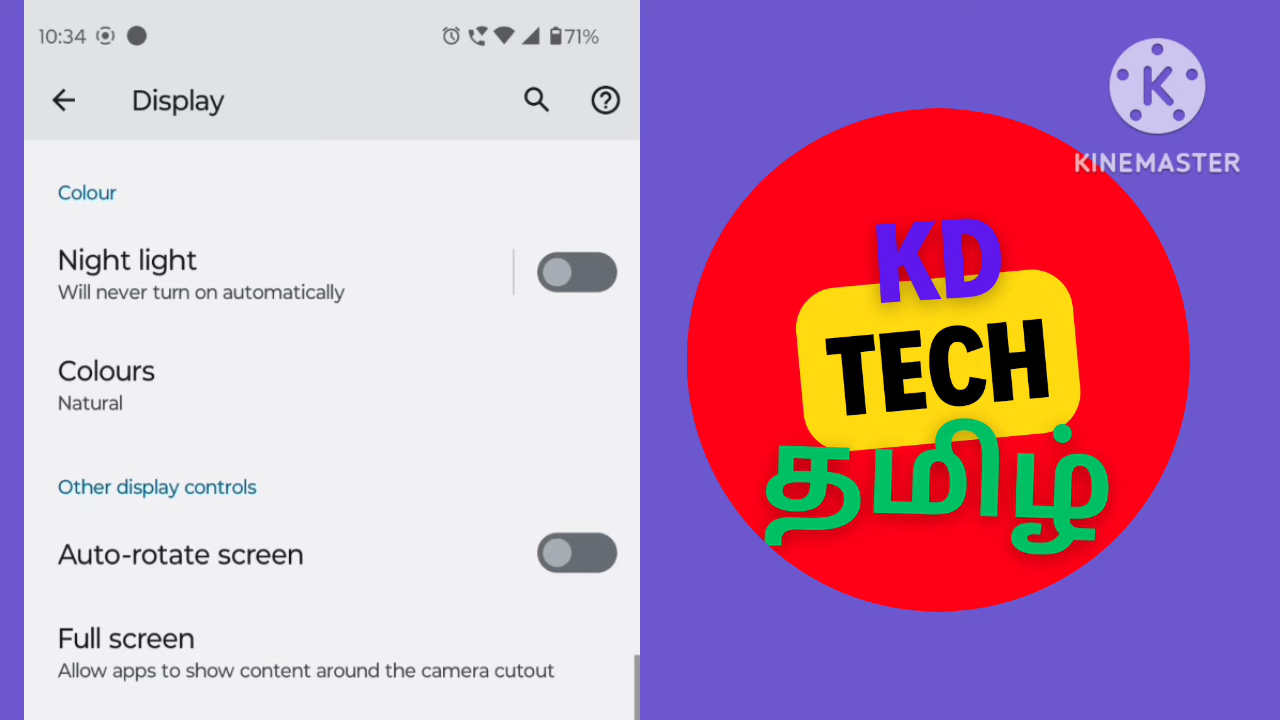 10:34
71%
Display
Colour
Night light
Will never turn on automatically
Colours
Natural
Other display controls
Auto-rotate screen
Full screen
Allow apps to show content around the camera cutout
K
KINEMASTER
KD
TECH
தமிழ்